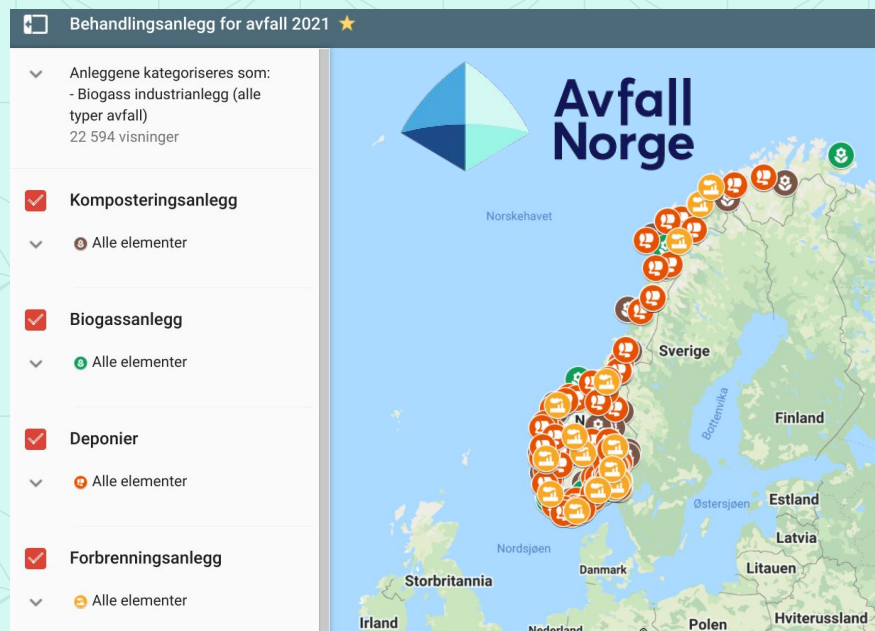 Behandlingsanlegg for avfall 2021
Anleggene kategoriseres som:
- Biogass industrianlegg (alle
typer avfall)
22 594 visninger
Komposteringsanlegg
Alle elementer
Biogassanlegg
Alle elementer
Deponier
Alle elementer
Forbrenningsanlegg
Alle elementer
Avfall
Norge
Norskehavet
Sverige
Bottenvika
Finland
N
Østersjøen
Estland
Latvia
Nordsjøen
Danmark
Litauen
Storbritannia
Irland
Nederland
Polen
Hviterussland